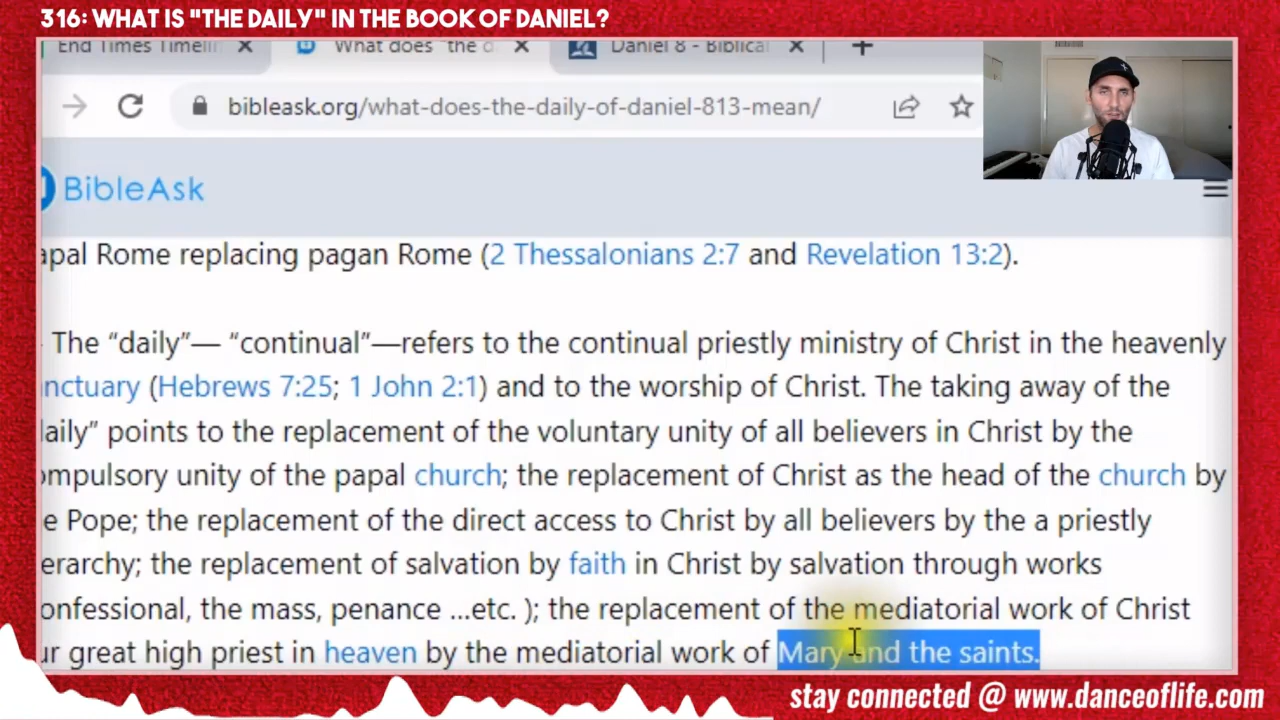 316: WHAT IS "THE DAILY" IN THE BOOK OF DANIEL?
End Times Timelin
What does "the d
Daniel 8 - Biblical
bibleask.org/what-does-the-daily-of-daniel-813-mean/
BibleAsk
apal Rome replacing pagan Rome (2 Thessalonians 2:7 and Revelation 13:2).
The “daily”— “continual”—refers to the continual priestly ministry of Christ in the heavenly
nctuary (Hebrews 7:25; 1 John 2:1) and to the worship of Christ. The taking away of the
aily” points to the replacement of the voluntary unity of all believers in Christ by the
ompulsory unity of the papal church; the replacement of Christ as the head of the church by
e Pope; the replacement of the direct access to Christ by all believers by the a priestly
erarchy; the replacement of salvation by faith in Christ by salvation through works
onfessional, the mass, penance …etc. ); the replacement of the mediatorial work of Christ
ur great high priest in heaven by the mediatorial work of Mary and the saints.
stay connected @ www.danceoflife.com